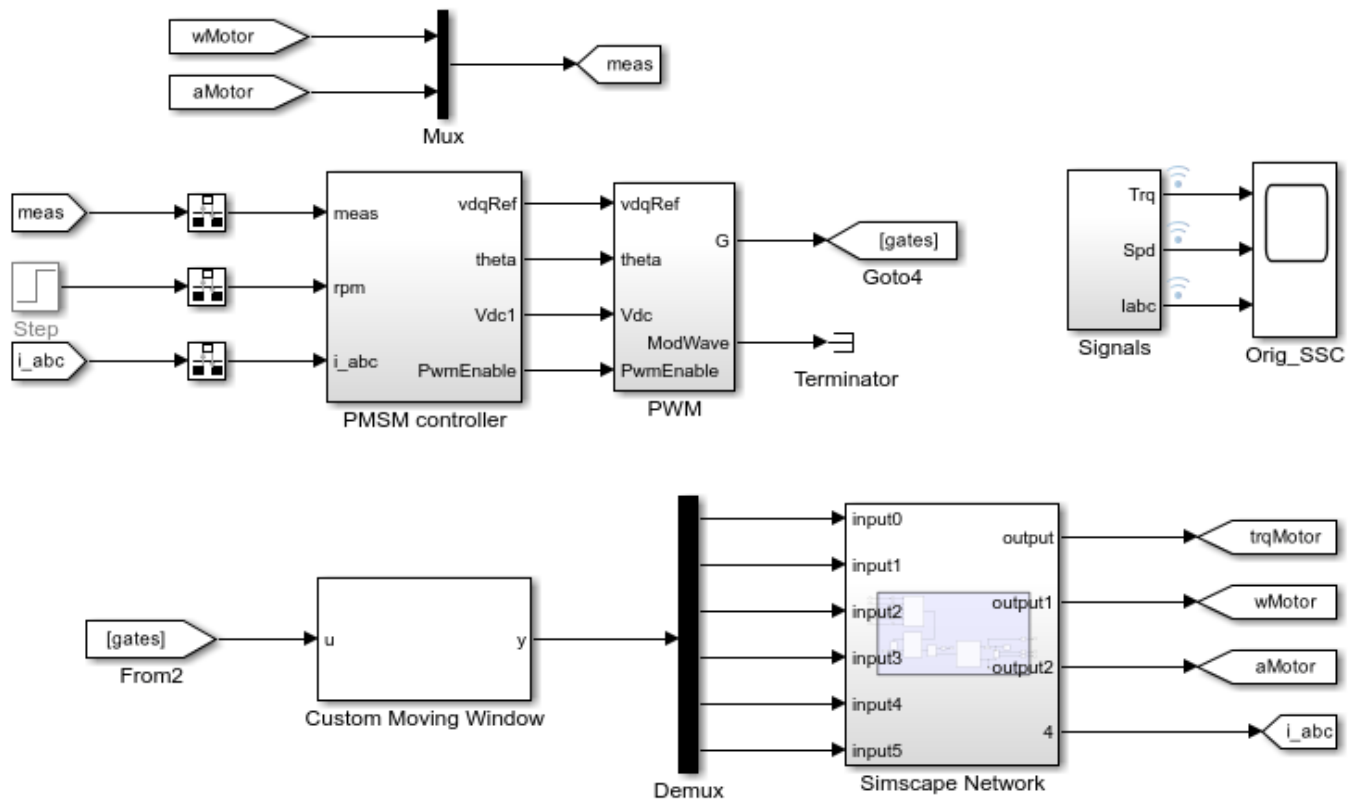 wMotor
aMotor
meas
Mux
meas
Step
i_abc
meas
rpm
i_abc
vdqRef
theta
Vdc1
PwmEnable
PMSM controller
vdqRef
theta
Vdc
PwmEnable
G
ModWave
PWM
[gates]
Goto4
Terminator
Trq
Spd
Iabc
Signals
Orig_SSC
[gates]
From2
u
y
Custom Moving Window
Demux
input0
input1
input2
input3
input4
input5
output
output1
output2
4
Simscape Network
trqMotor
wMotor
aMotor
i_abc